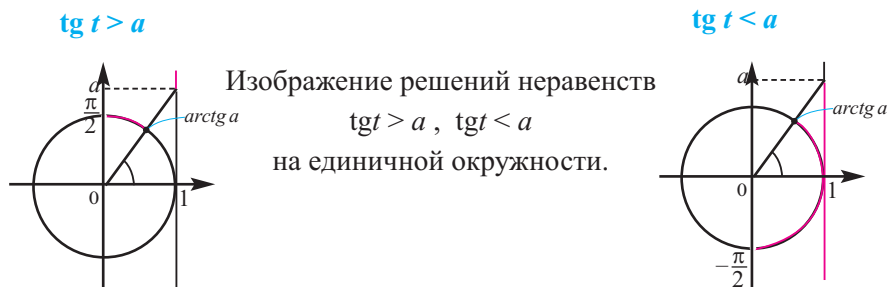 tg t > a
a
π/2
arctg a
0
1
Изображение решений неравенств
tgt > a , tgt < a
на единичной окружности.
tg t < a
a
arctg a
0
1
−π/2